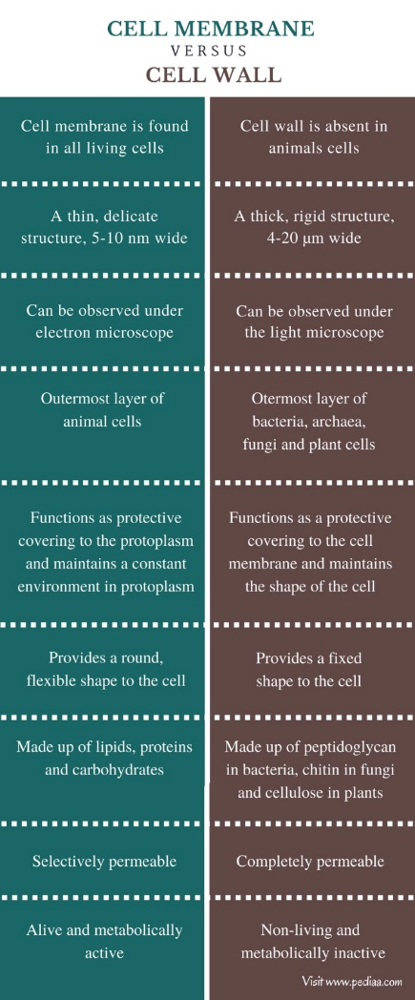 CELL MEMBRANE
VERSUS
CELL WALL
Cell membrane is found
in all living cells
Cell wall is absent in
animals cells
A thin, delicate
structure, 5-10 nm wide
A thick, rigid structure,
4-20 μm wide
Can be observed under
electron microscope
Can be observed under
the light microscope
Outermost layer of
animal cells
Otermost layer of
bacteria, archaea,
fungi and plant cells
Functions as protective
covering to the protoplasm
and maintains a constant
environment in protoplasm
Functions as a protective
covering to the cell
membrane and maintains
the shape of the cell
Provides a round,
flexible shape to the cell
Provides a fixed
shape to the cell
Made up of lipids, proteins
and carbohydrates
Made up of peptidoglycan
in bacteria, chitin in fungi
and cellulose in plants
Selectively permeable
Completely permeable
Alive and metabolically
active
Non-living and
metabolically inactive
Visit www.pediaa.com